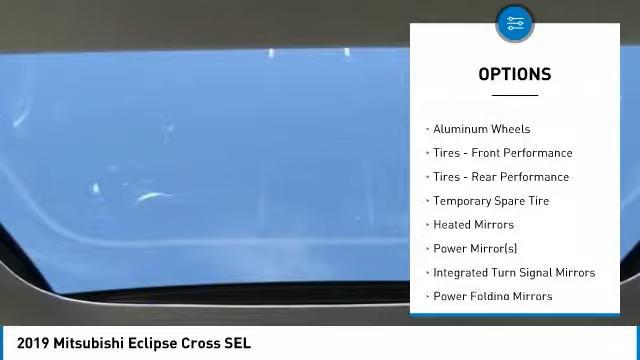 OPTIONS
Aluminum Wheels
Tires - Front Performance
Tires - Rear Performance
Temporary Spare Tire
Heated Mirrors
Power Mirror(s)
Integrated Turn Signal Mirrors
Power Folding Mirrors
2019 Mitsubishi Eclipse Cross SEL